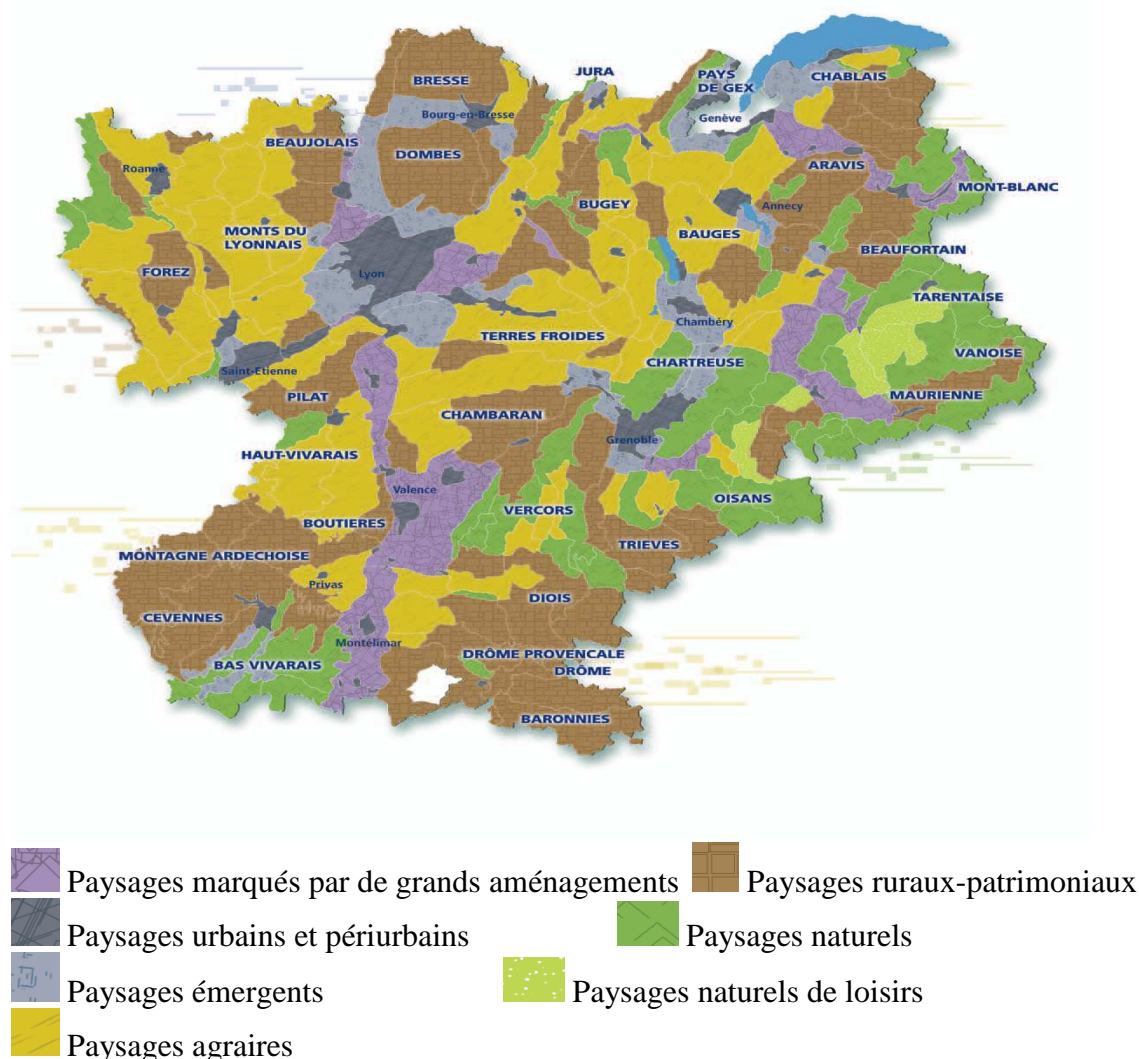 BRESSE
JURA
PAYS
DE GEX
CHABLAIS
Bourg-en-Bresse
Genève
BEAUJOLAIS
DOMBES
Roanne
ARAVIS
MONT-BLANC
BUGEY
Annecy
MONTS DU
LYONNAIS
BAUGES
BEAUFORTAIN
FOREZ
Lyon
TARENTAISE
Chambéry
TERRES FROIDES
VANOISE
Saint-Etienne
CHARTREUSE
PILAT
MAURIENNE
CHAMBARAN
Grenoble
HAUT-VIVARAIS
Valence
OISANS
VERCORS
BOUTIERES
TRIEVES
MONTAGNE ARDECHOISE
Privas
DIOIS
CEVENNES
Montélimar
DRÔME PROVENCALE
BAS VIVARAIS
DRÔME
BARONNIES
Paysages marqués par de grands aménagements Paysages ruraux-patrimoniaux
Paysages urbains et périurbains Paysages naturels
Paysages émergents Paysages naturels de loisirs
Paysages agraires